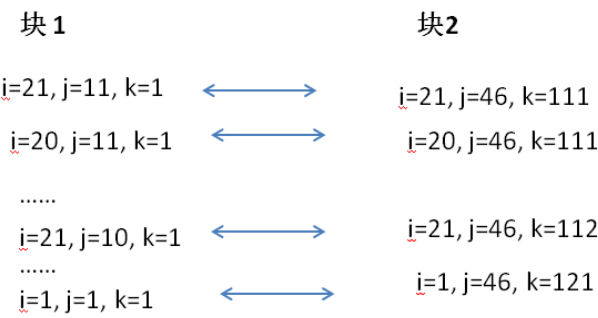 块 1 块2
i=21, j=11, k=1 i=21, j=46, k=111
i=20, j=11, k=1 i=20, j=46, k=111
......
i=21, j=10, k=1 i=21, j=46, k=112
......
i=1, j=1, k=1 i=1, j=46, k=121